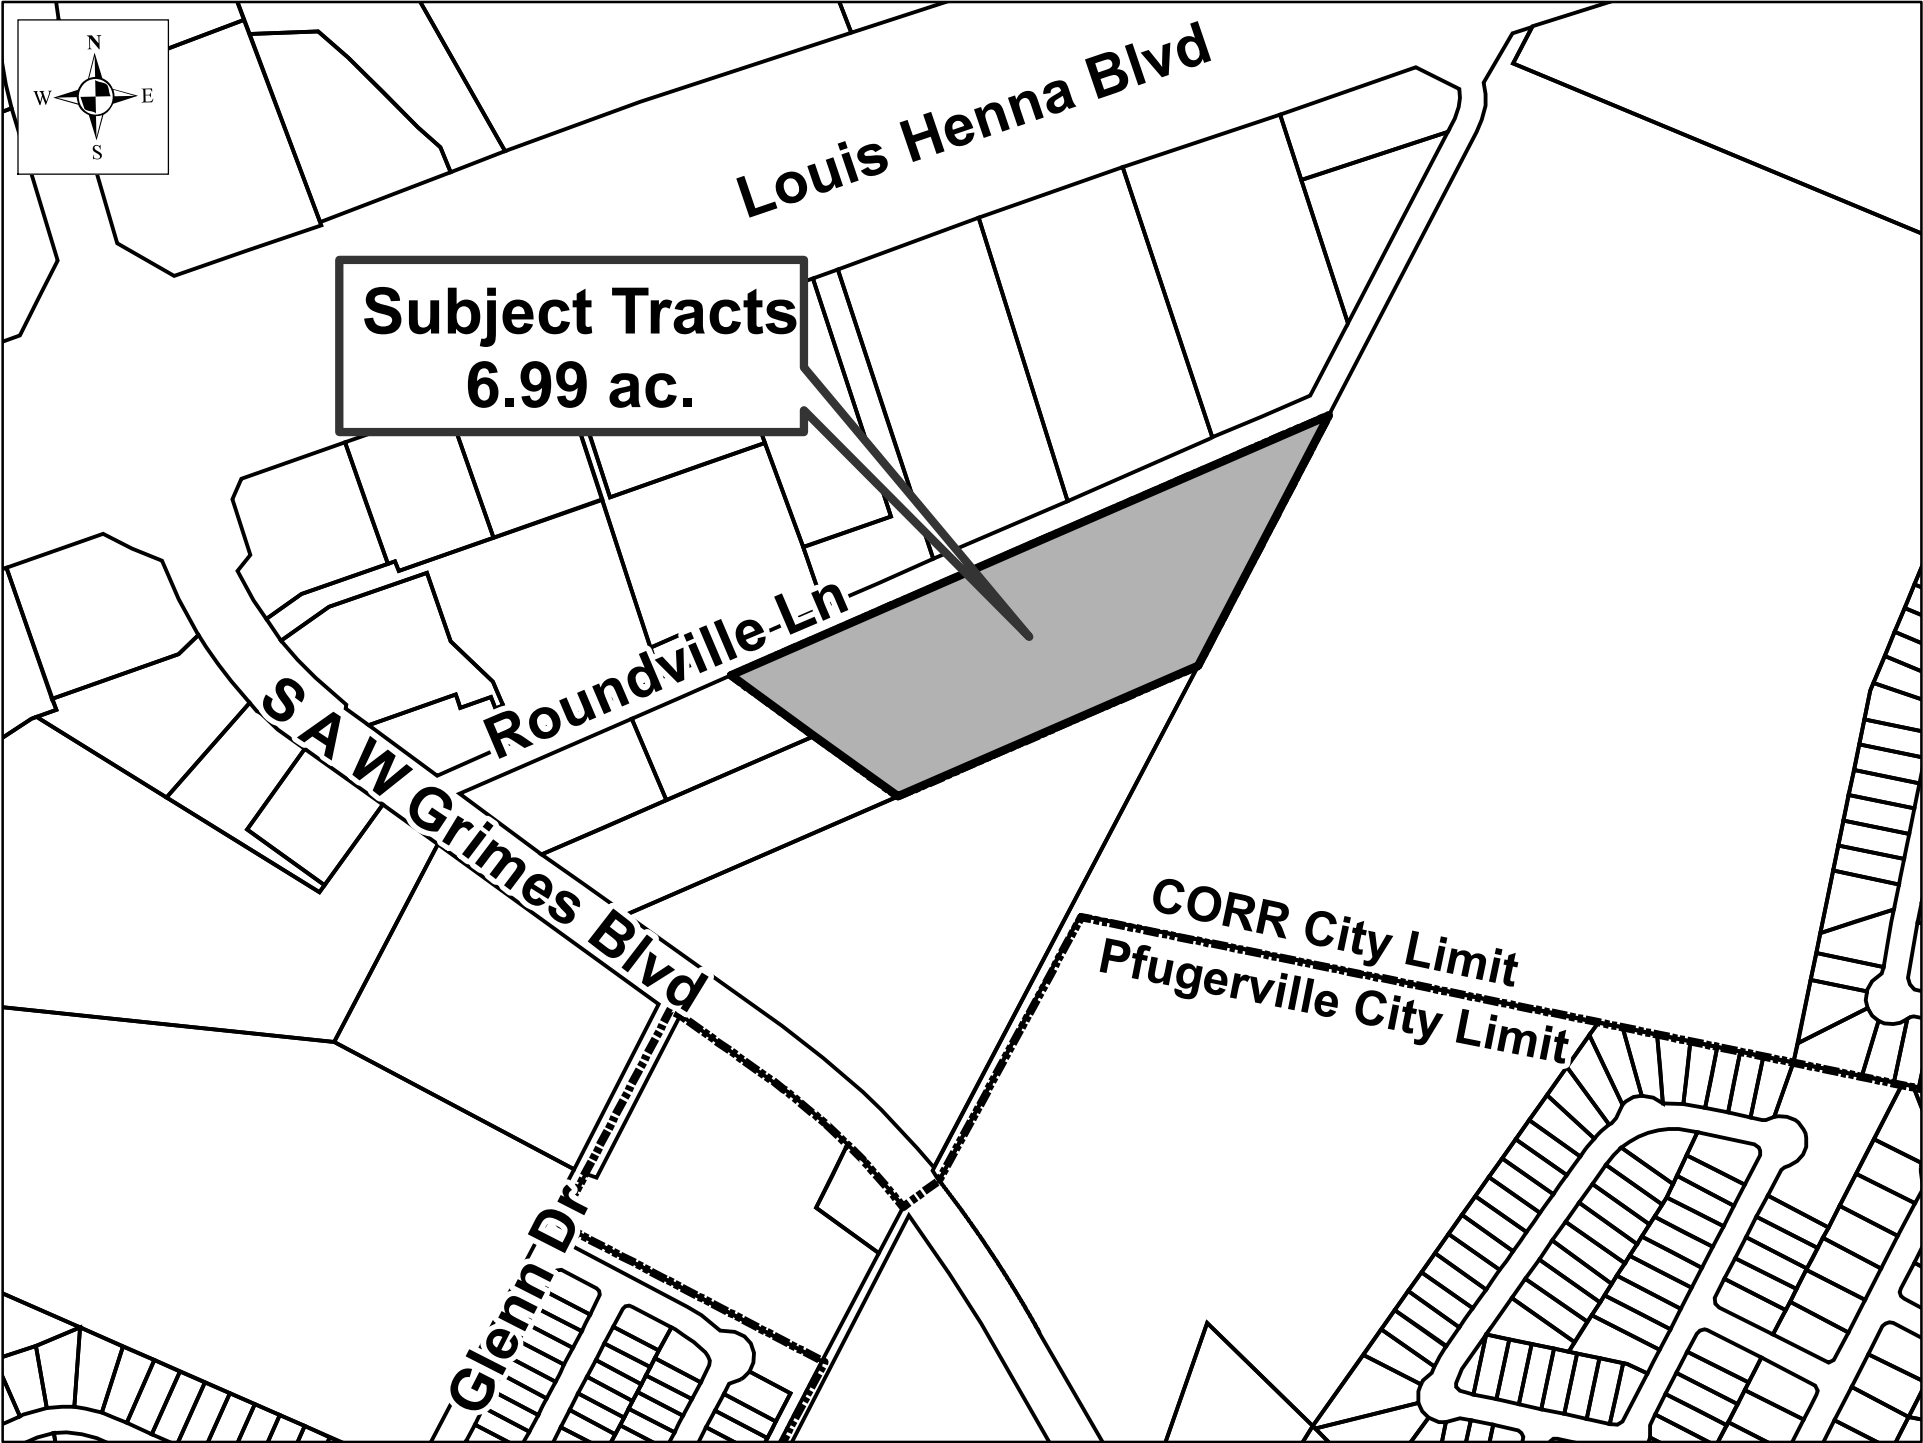 N
W E
S
Louis Henna Blvd
Subject Tracts
6.99 ac.
Roundville Ln
S A W Grimes Blvd
CORR City Limit
Pfugerville City Limit
Glenn Dr